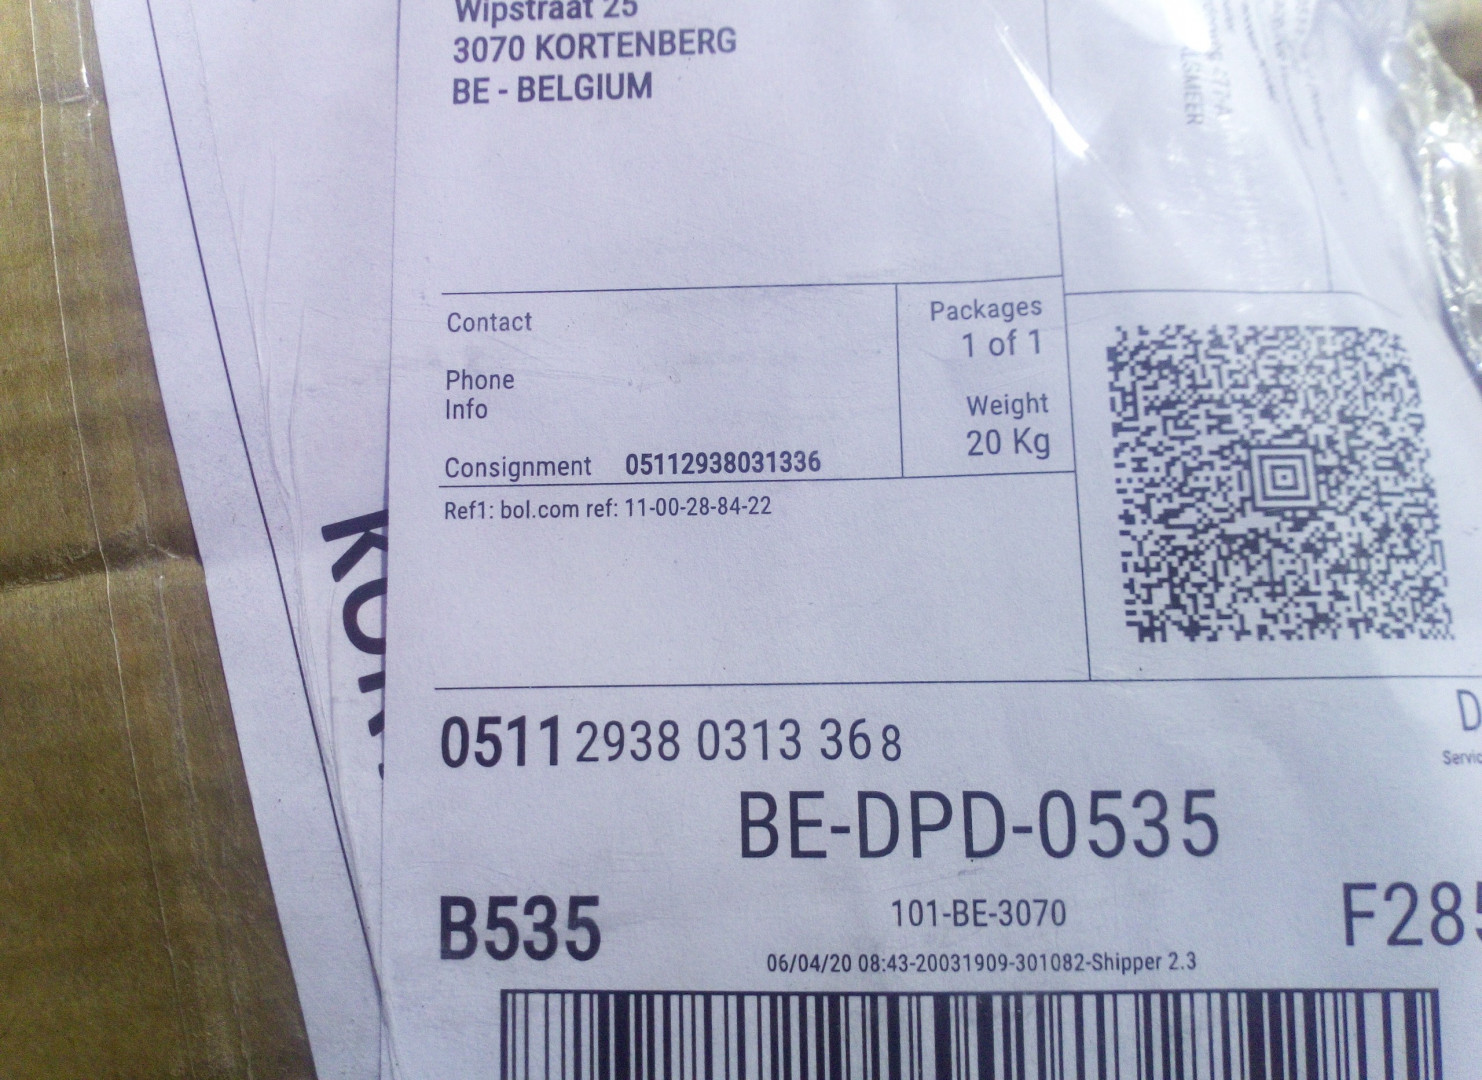 Wipstraat 25
3070 KORTENBERG
BE - BELGIUM
Contact
Phone
Info
Consignment 05112938031336
Packages
1 of 1
Weight
20 Kg
Ref1: bol.com ref: 11-00-28-84-22
0511 2938 0313 36 8
BE-DPD-0535
B535
101-BE-3070
F285
06/04/20 08:43-20031909-301082-Shipper 2.3